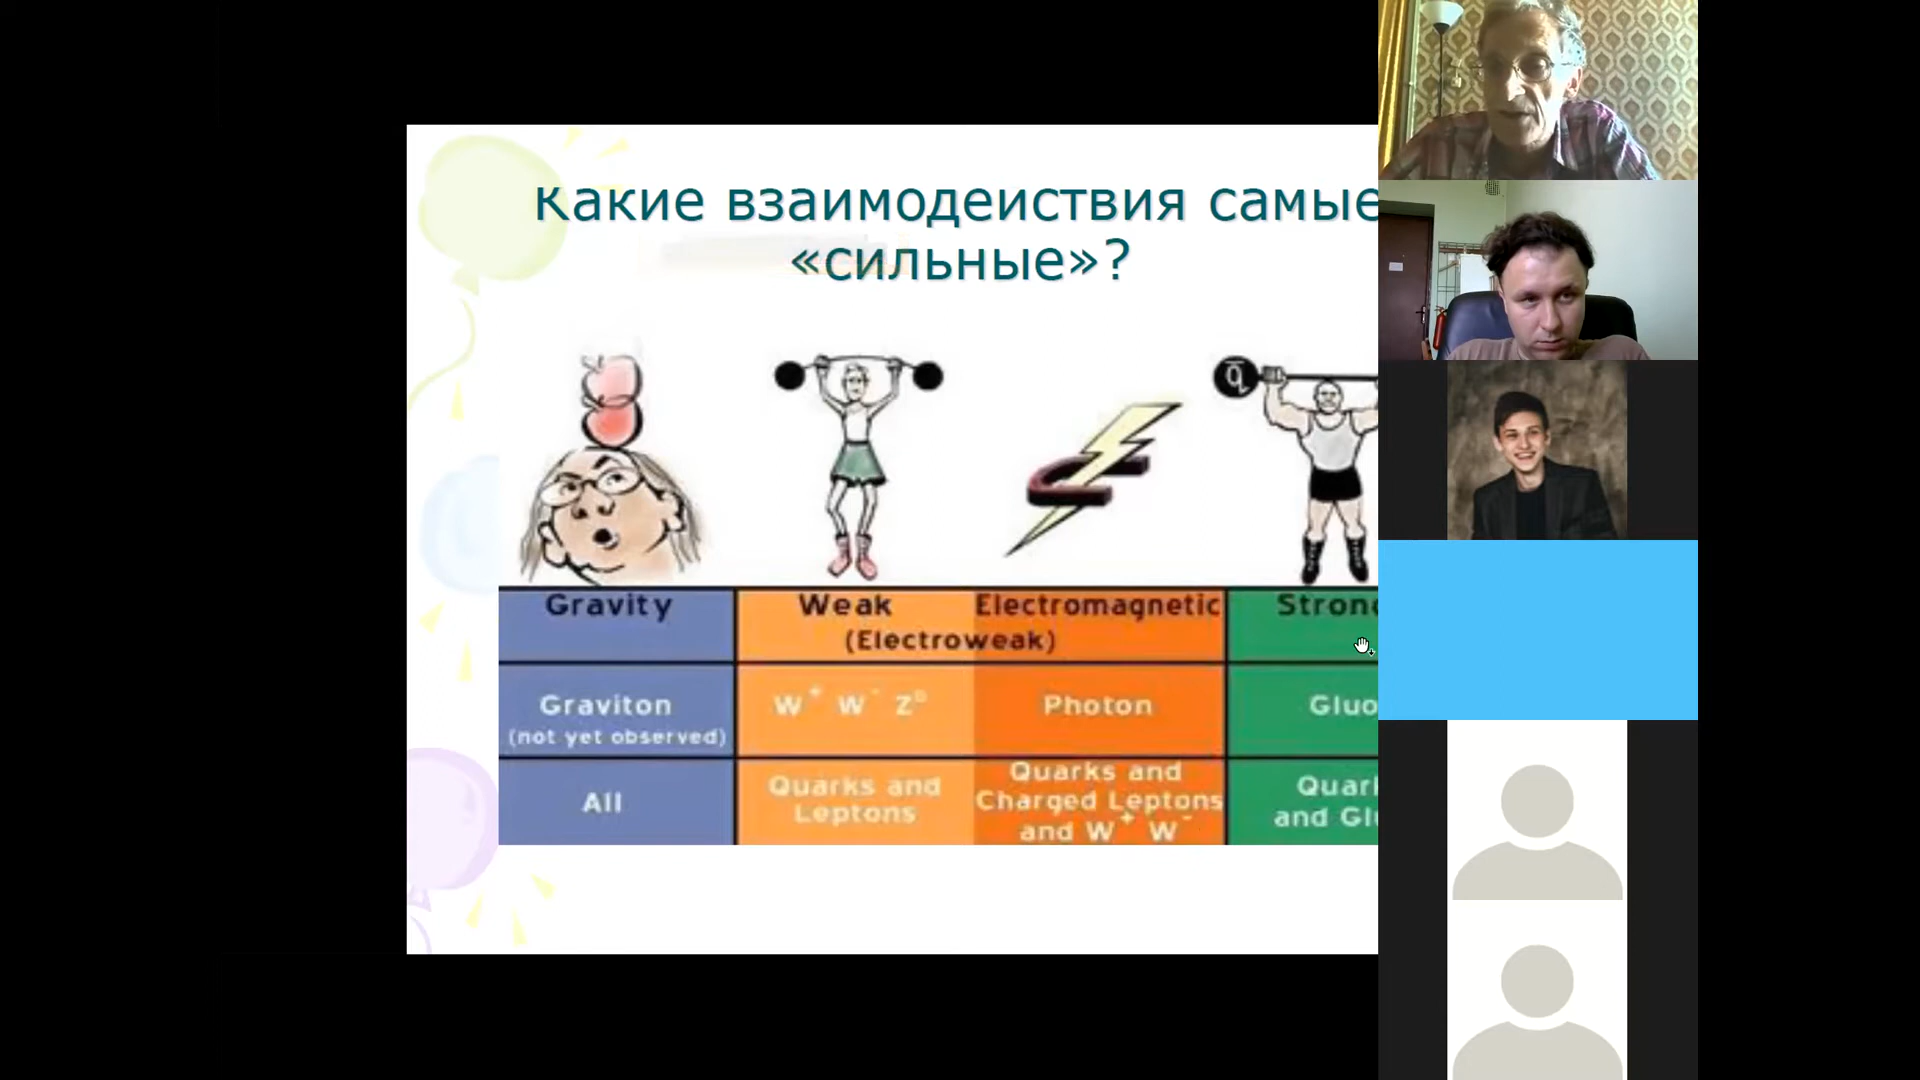 Какие взаимодействия самые
«сильные»?
q̄
Gravity
Weak
Electromagnetic
(Electroweak)
Graviton
(not yet observed)
W⁺ W⁻ Z⁰
Photon
All
Quarks and
Leptons
Quarks and
Charged Leptons
and W⁺ W⁻
and